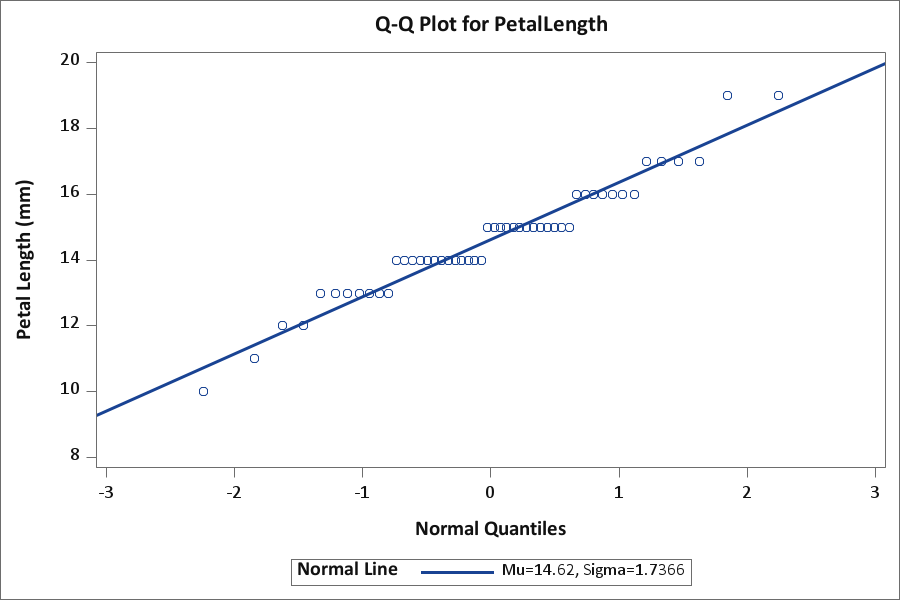 Q-Q Plot for PetalLength
Petal Length (mm)
20
18
16
14
12
10
8
-3 -2 -1 0 1 2 3
Normal Quantiles
Normal Line Mu=14.62, Sigma=1.7366